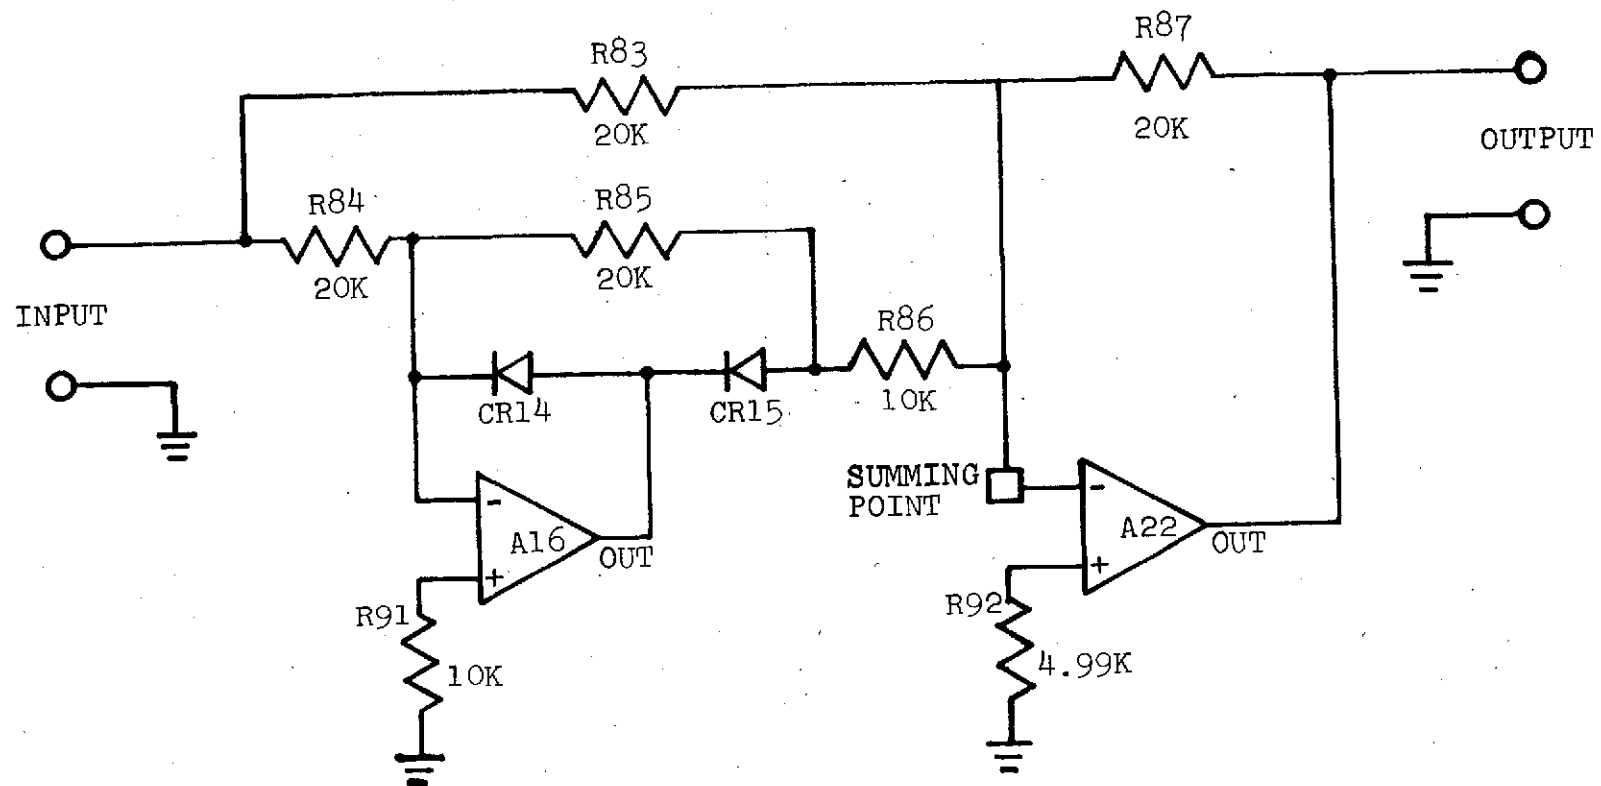 R87
R83
20K
20K
OUTPUT
R84
R85
20K
20K
INPUT
R86
CR14
CR15
10K
SUMMING
POINT
-
-
A16
OUT
A22
OUT
+
+
R91
R92
10K
4.99K